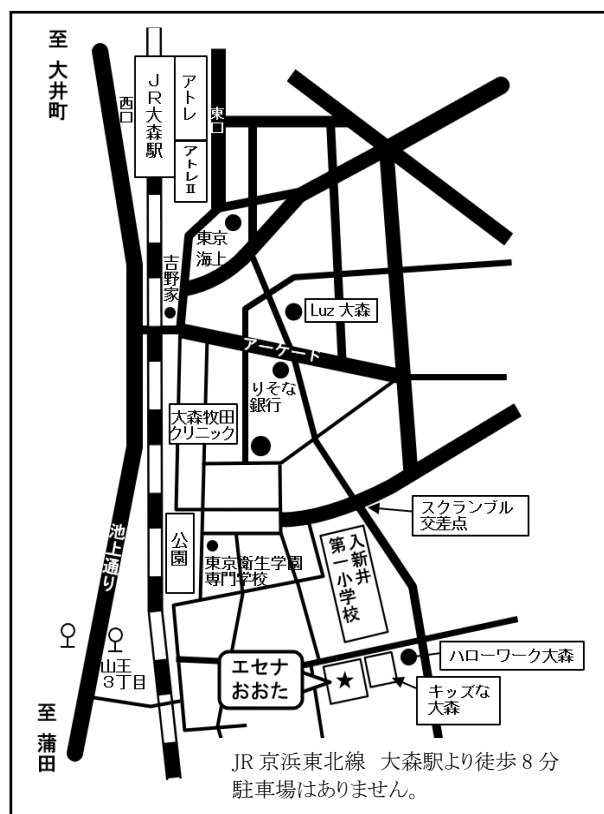 至 大井町
西口
JR大森駅
アトレ
アトレⅡ
東口
東京
海上
吉野家
Luz 大森
アーケード
りそな
銀行
大森牧田
クリニック
スクランブル
交差点
公園
入新井
第一小学校
東京衛生学園
専門学校
池上通り
山王
3丁目
エセナ
おおた
★
ハローワーク大森
キッズな
大森
至 蒲田
JR 京浜東北線 大森駅より徒歩 8 分
駐車場はありません。